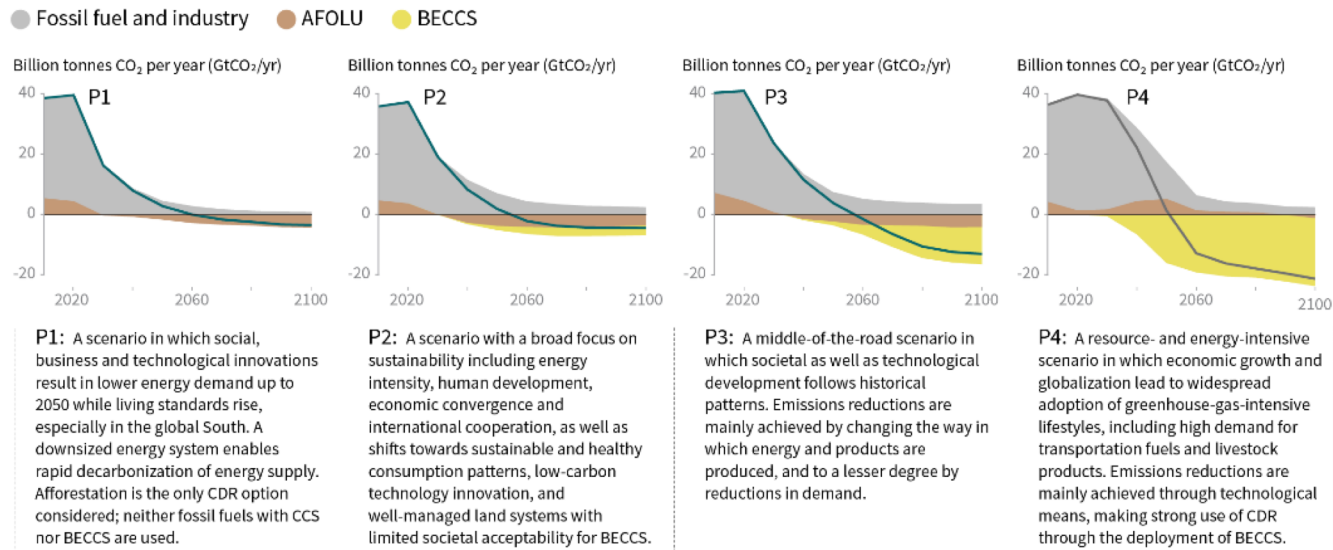 Fossil fuel and industry AFOLU BECCS
Billion tonnes CO₂ per year (GtCO₂/yr)
40
20
0
-20
P1
2020 2060 2100
Billion tonnes CO₂ per year (GtCO₂/yr)
40
20
0
-20
P2
2020 2060 2100
Billion tonnes CO₂ per year (GtCO₂/yr)
40
20
0
-20
P3
2020 2060 2100
Billion tonnes CO₂ per year (GtCO₂/yr)
40
20
0
-20
P4
2020 2060 2100
P1: A scenario in which social,
business and technological innovations
result in lower energy demand up to
2050 while living standards rise,
especially in the global South. A
downsized energy system enables
rapid decarbonization of energy supply.
Afforestation is the only CDR option
considered; neither fossil fuels with CCS
nor BECCS are used.
P2: A scenario with a broad focus on
sustainability including energy
intensity, human development,
economic convergence and
international cooperation, as well as
shifts towards sustainable and healthy
consumption patterns, low-carbon
technology innovation, and
well-managed land systems with
limited societal acceptability for BECCS.
P3: A middle-of-the-road scenario in
which societal as well as technological
development follows historical
patterns. Emissions reductions are
mainly achieved by changing the way in
which energy and products are
produced, and to a lesser degree by
reductions in demand.
P4: A resource- and energy-intensive
scenario in which economic growth and
globalization lead to widespread
adoption of greenhouse-gas-intensive
lifestyles, including high demand for
transportation fuels and livestock
products. Emissions reductions are
mainly achieved through technological
means, making strong use of CDR
through the deployment of BECCS.